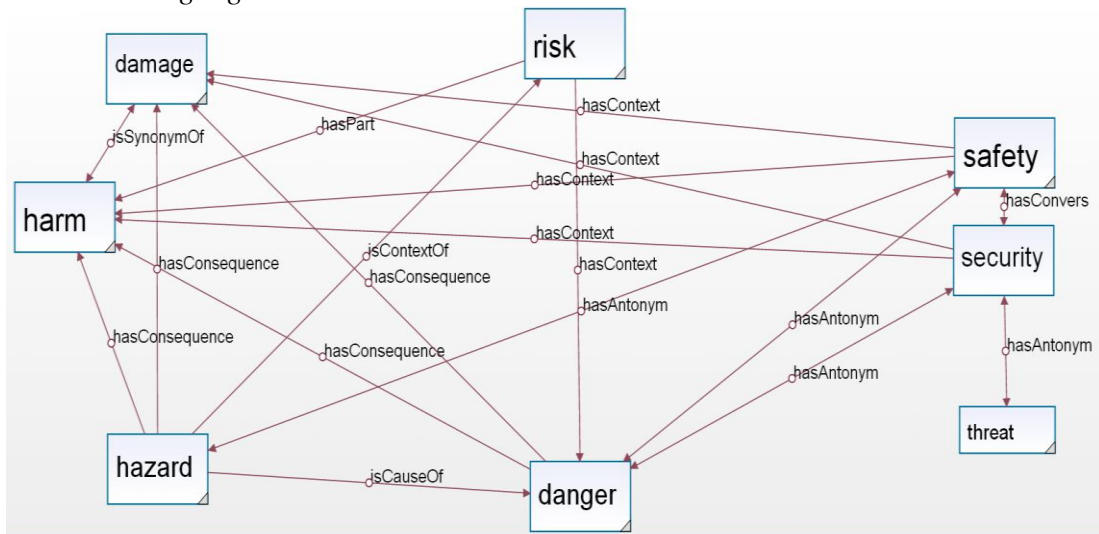 risk
damage
hasContext
hasPart
isSynonymOf
safety
hasContext
hasContext
hasConvers
harm
hasContext
isContextOf
security
hasConsequence
hasContext
hasConsequence
hasAntonym
hasAntonym
hasConsequence
hasAntonym
hasConsequence
hasAntonym
threat
hazard
isCauseOf
danger